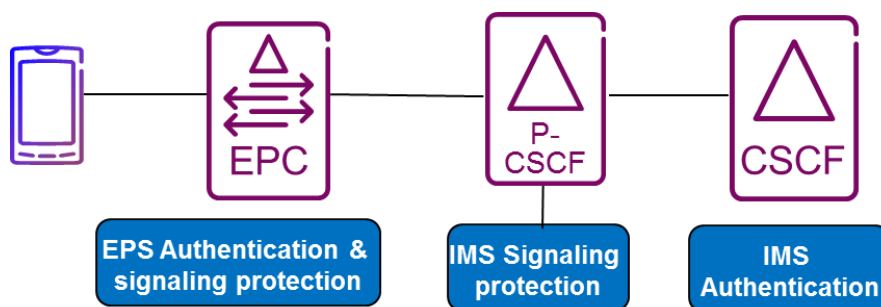 EPC
P-
CSCF
CSCF
EPS Authentication &
signaling protection
IMS Signaling
protection
IMS
Authentication